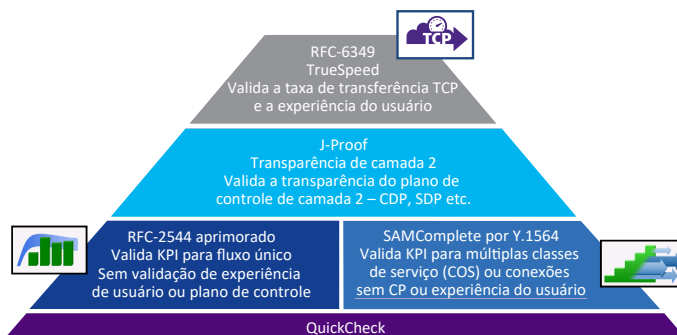 TCP
RFC-6349
TrueSpeed
Valida a taxa de transferência TCP
e a experiência do usuário
J-Proof
Transparência de camada 2
Valida a transparência do plano de
controle de camada 2 – CDP, SDP etc.
RFC-2544 aprimorado
Valida KPI para fluxo único
Sem validação de experiência
de usuário ou plano de controle
SAMComplete por Y.1564
Valida KPI para múltiplas classes
de serviço (COS) ou conexões
sem CP ou experiência do usuário
QuickCheck